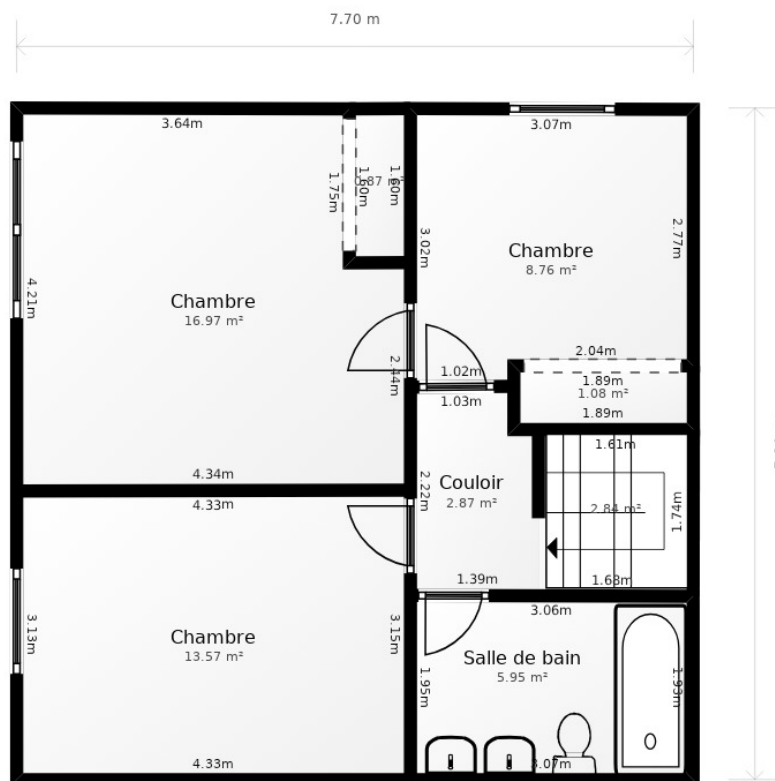 7.70 m
3.64m
3.07m
1.75m
1.60m
1.60m
3.02m
2.77m
Chambre
8.76 m²
4.21m
Chambre
16.97 m²
2.44m
2.04m
1.02m
1.89m
1.08 m²
1.03m
1.89m
1.61m
4.34m
4.33m
2.22m
Couloir
2.87 m²
2.84 m²
1.74m
1.39m
1.63m
3.06m
3.13m
Chambre
13.57 m²
3.15m
Salle de bain
5.95 m²
1.95m
1.93m
4.33m
3.07m